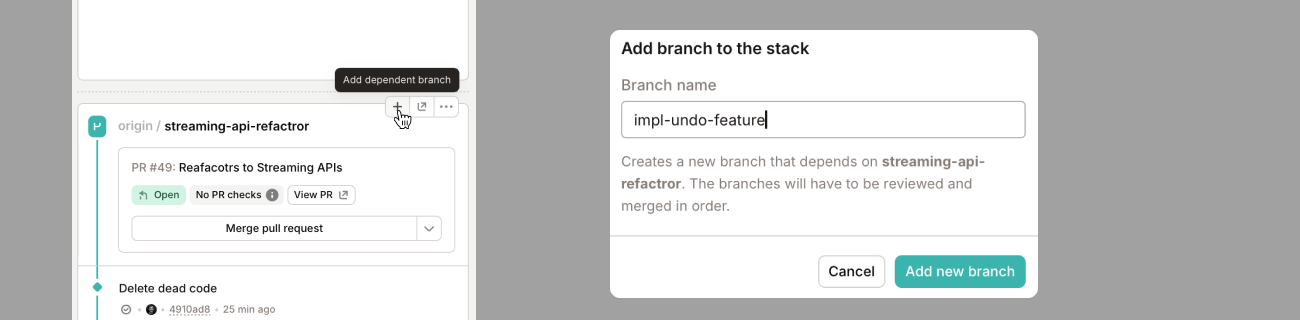 Add dependent branch
origin / streaming-api-refactror
PR #49: Reafacotrs to Streaming APIs
Open No PR checks View PR
Merge pull request
Delete dead code
4910ad8 • 25 min ago
Add branch to the stack
Branch name
impl-undo-feature
Creates a new branch that depends on streaming-api-
refactror. The branches will have to be reviewed and
merged in order.
Cancel Add new branch